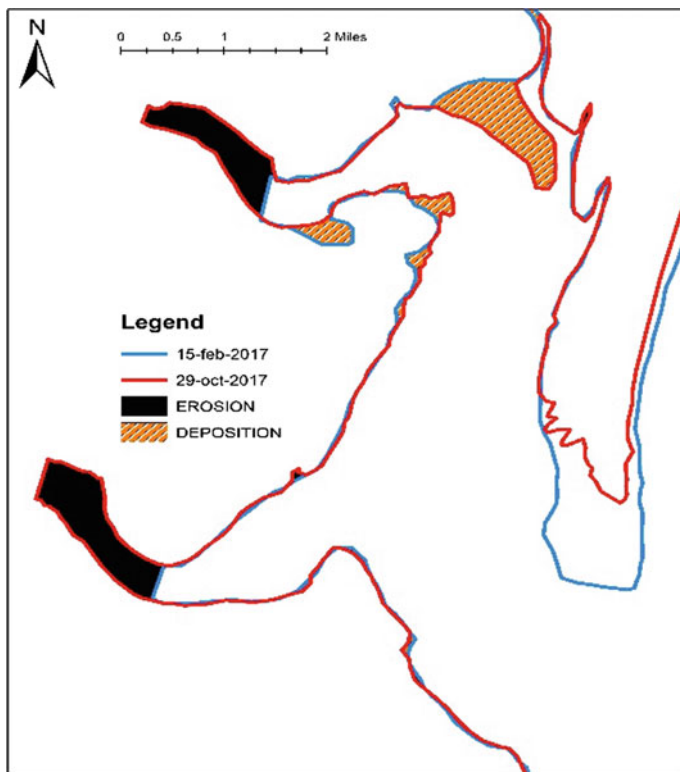 N
0 0.5 1 2 Miles
Legend
15-feb-2017
29-oct-2017
EROSION
DEPOSITION